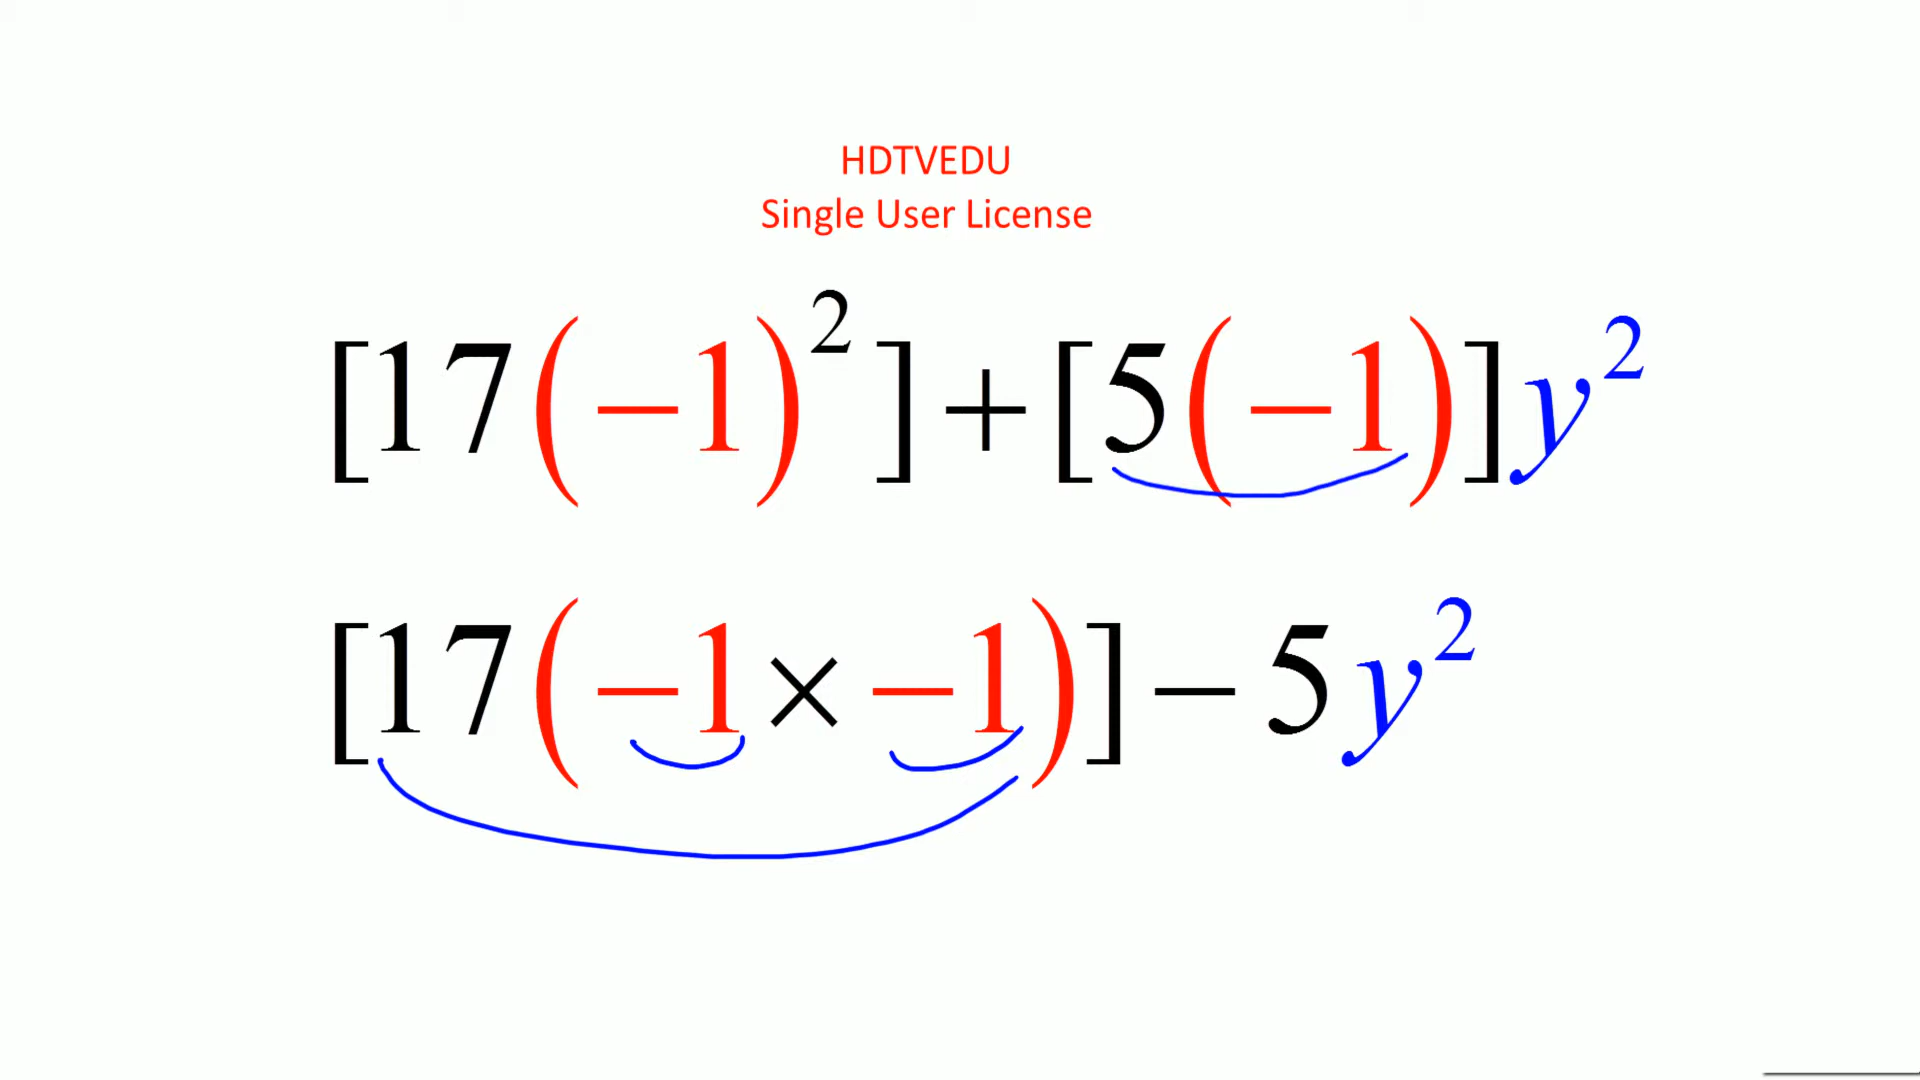 HDTVEDU
Single User License
[17(−1)²]+[5(−1)]y²
[17(−1×−1)]−5y²